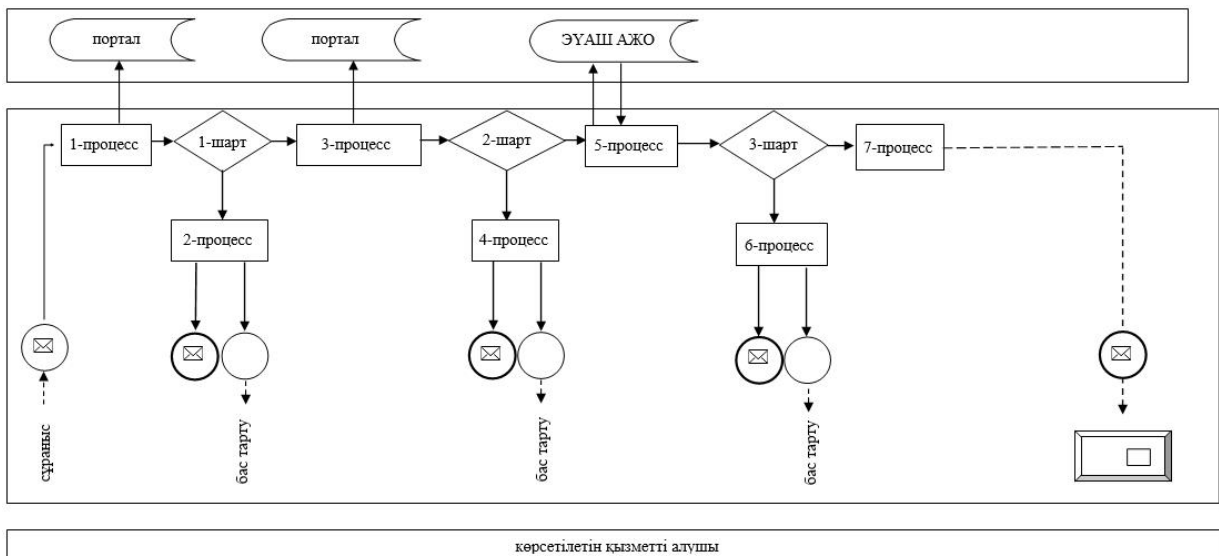 портал
портал
ЭҮАШ АЖО
1-процесс
1-шарт
3-процесс
2-шарт
5-процесс
3-шарт
7-процесс
2-процесс
4-процесс
6-процесс
сұраныс
бас тарту
бас тарту
бас тарту
көрсетілетін қызметті алушы